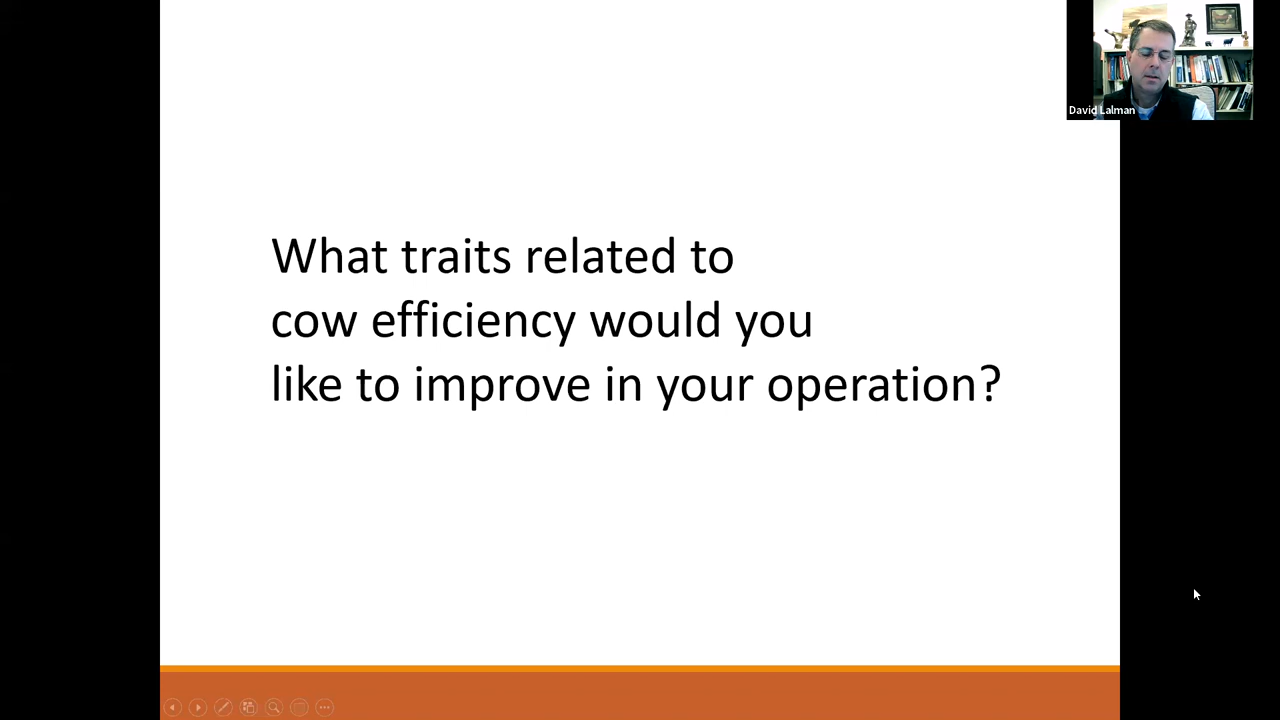 David Lalman
What traits related to
cow efficiency would you
like to improve in your operation?